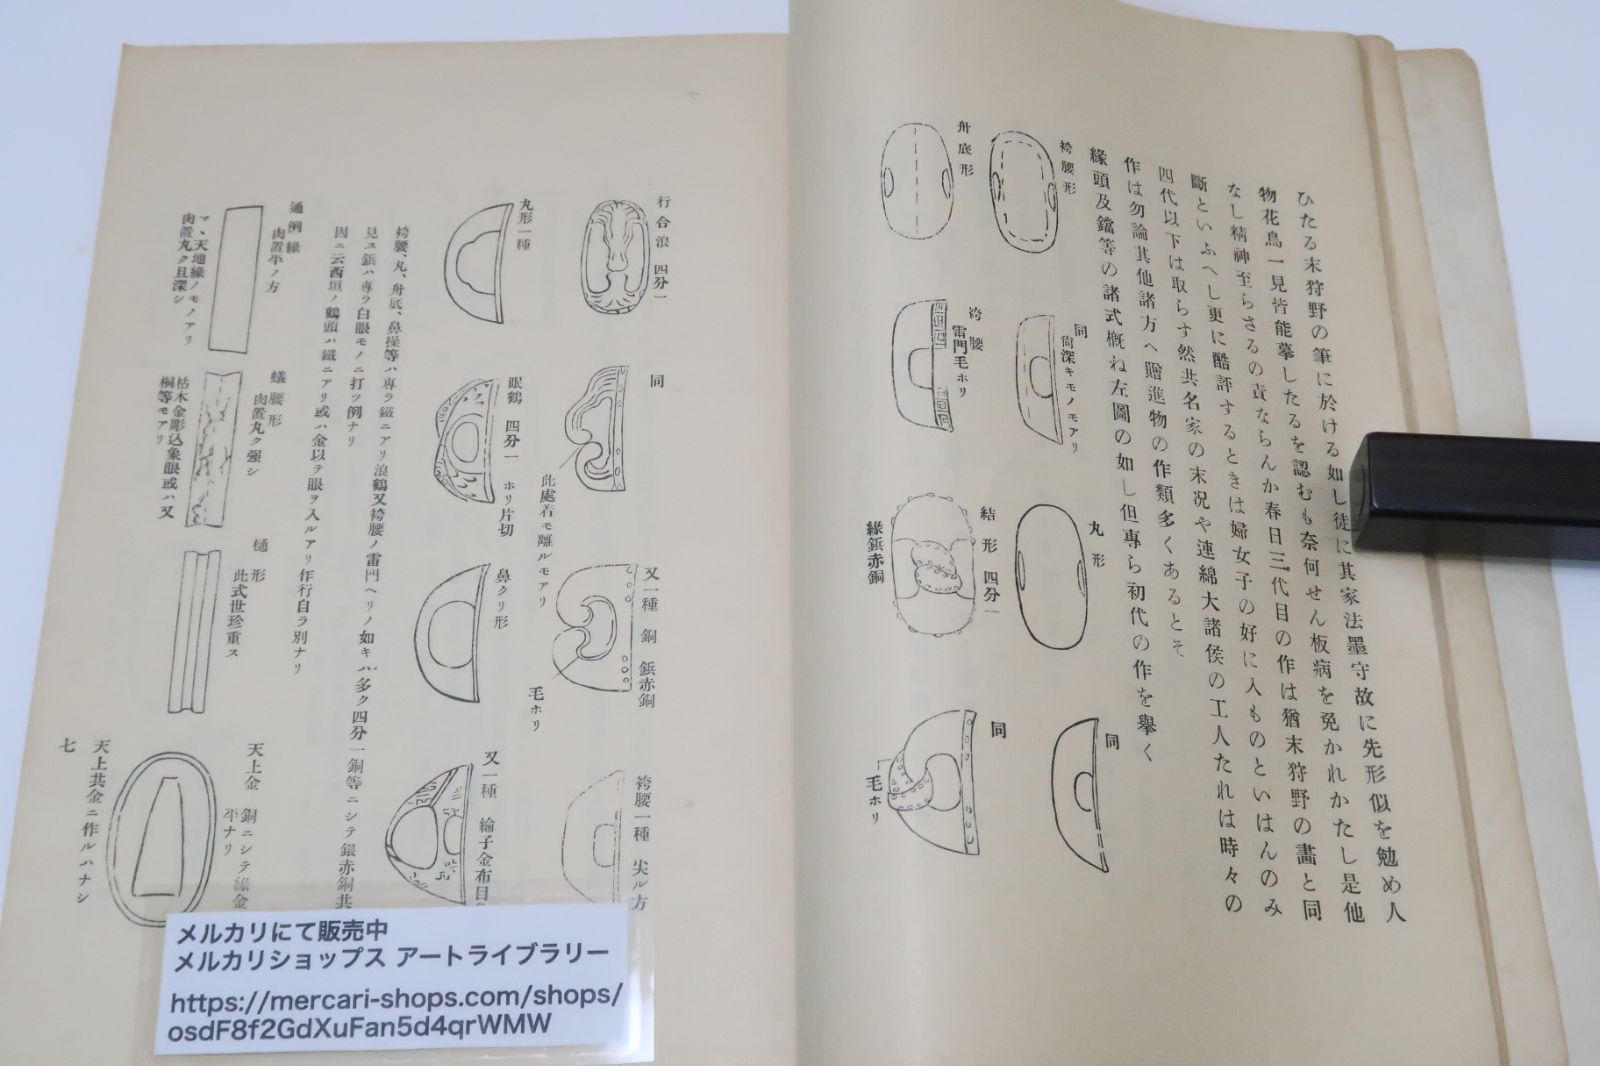 ひたる末狩野の筆に於ける如し徒に其家法墨守故に先形似を勉め人
物花鳥一見皆能摹したるを認むも奈何せん板病を免かれかたし是他
なし精神至らさるの責ならんか春日三代目の作は猶末狩野の畵と同
斷といふへし更に酷評するときは婦女子の好に入ものといはんのみ
四代以下は取らす然共名家の末况や連綿大諸侯の工人たれは時々の
作は勿論其他諸方へ贈進物の作類多くあるとそ
緣頭及鐺等の諸式概ね左圖の如し但專ら初代の作を擧く
袴腰形
舟底形
同
尙深キモノモアリ
袴腰
雷門毛ホリ
丸形
結形 四分一
緣鋲赤銅
同
同
毛ホリ
行合浪 四分一
同
此處着モ離ルモアリ
又一種 銅 鋲赤銅
毛ホリ
袴腰一種 尖ル方
丸形一種
眠鶴 四分一 ホリ片切
鼻クリ形
又一種 綸子金布目
袴腰、丸、舟底、鼻操等ハ專ラ鐵ニアリ浪鶴又袴腰ノ雷門ヘリノ如キハ多ク四分一銅等ニシテ鋲赤銅共
見ス鋲ハ專ラ白眼モノニ打ツ例ナリ
因ニ云西垣ノ鶴頭ハ鐵ニアリ或ハ金以テ眼ヲ入ルアリ作行自ラ別ナリ
通例緣
肉置平ノ方
マヽ天地緣ノモノアリ
肉置丸ク且深シ
蟻腰形
肉置丸ク强シ
枯木金彫込象眼或ハ又
桐等モアリ
樋形
此式世珍重ス
天上金 銅ニシテ緣金
平ナリ
天上共金ニ作ルハナシ
七
メルカリにて販売中
メルカリショップス アートライブラリー
https://mercari-shops.com/shops/
osdF8f2GdXuFan5d4qrWMW